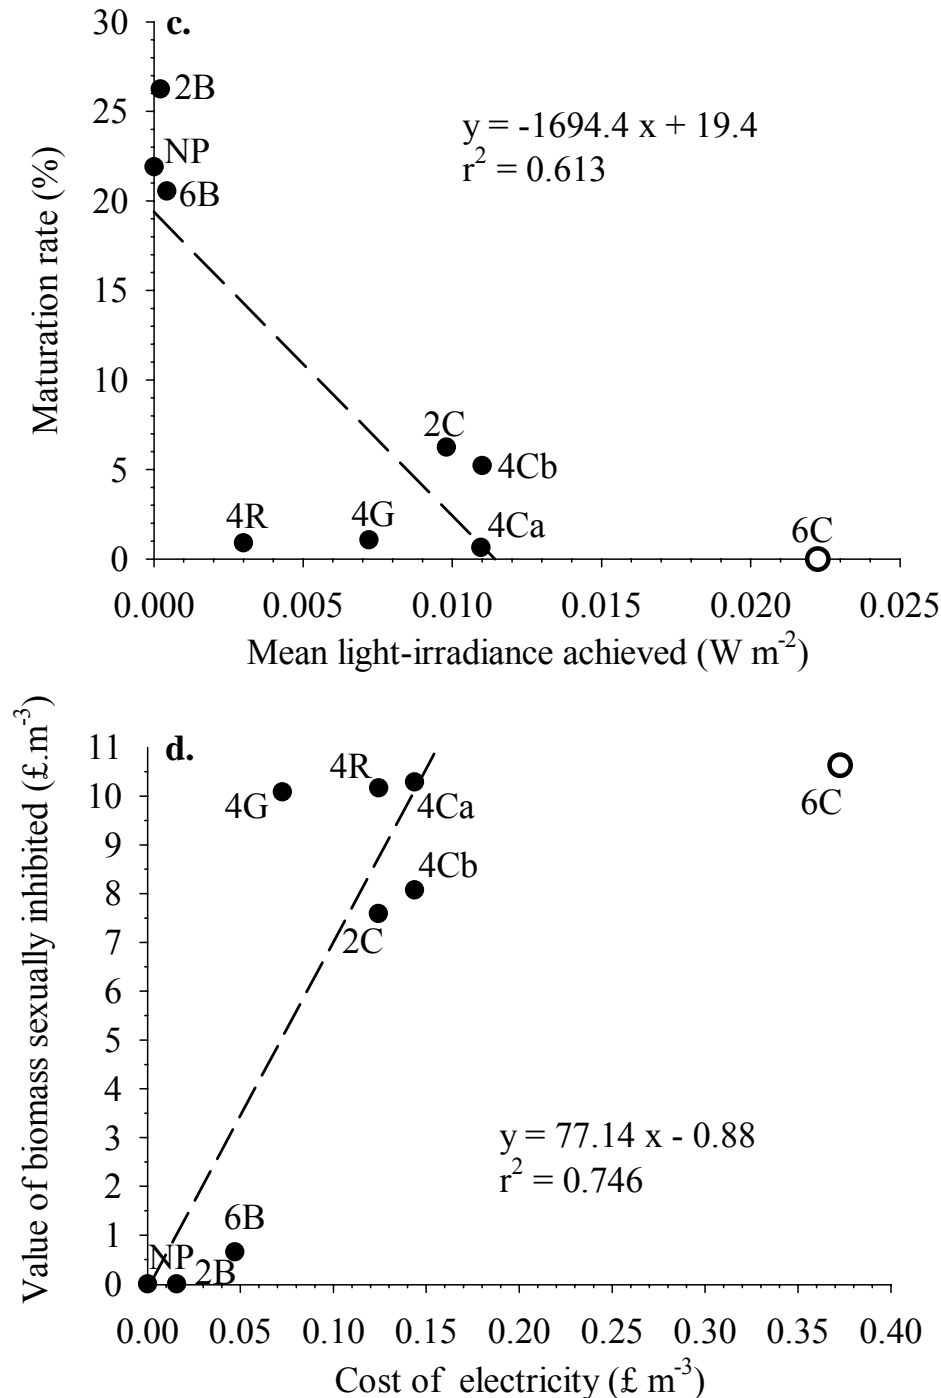 30
c.
2B
25
y = -1694.4 x + 19.4
r² = 0.613
NP
6B
20
15
10
2C
4Cb
5
4R
4G
4Ca
6C
0
Maturation rate (%)
0.000 0.005 0.010 0.015 0.020 0.025
Mean light-irradiance achieved (W m⁻²)
11
d.
4R
10
4G
4Ca
6C
9
4Cb
8
2C
7
6
5
4
3
y = 77.14 x - 0.88
r² = 0.746
2
6B
1
NP
2B
0
Value of biomass sexually inhibited (£.m⁻³)
0.00 0.05 0.10 0.15 0.20 0.25 0.30 0.35 0.40
Cost of electricity (£ m⁻³)